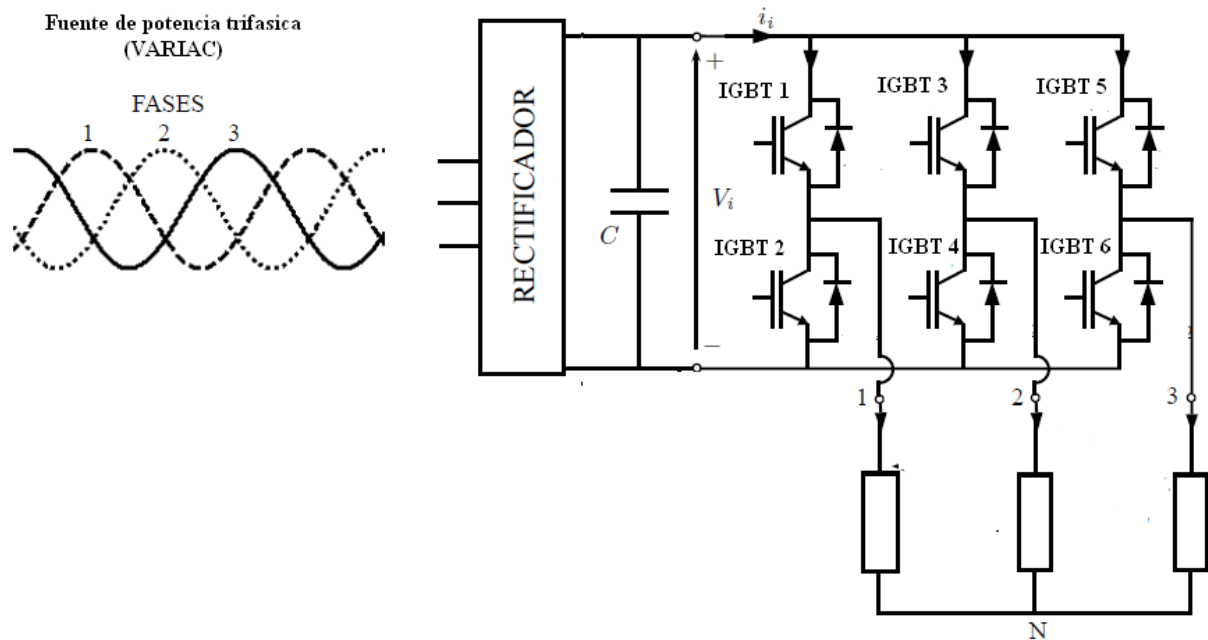 Fuente de potencia trifasica
(VARIAC)
FASES
1 2 3
RECTIFICADOR
C
+
V_i
−
i_i
IGBT 1
IGBT 3
IGBT 5
IGBT 2
IGBT 4
IGBT 6
1
2
3
N